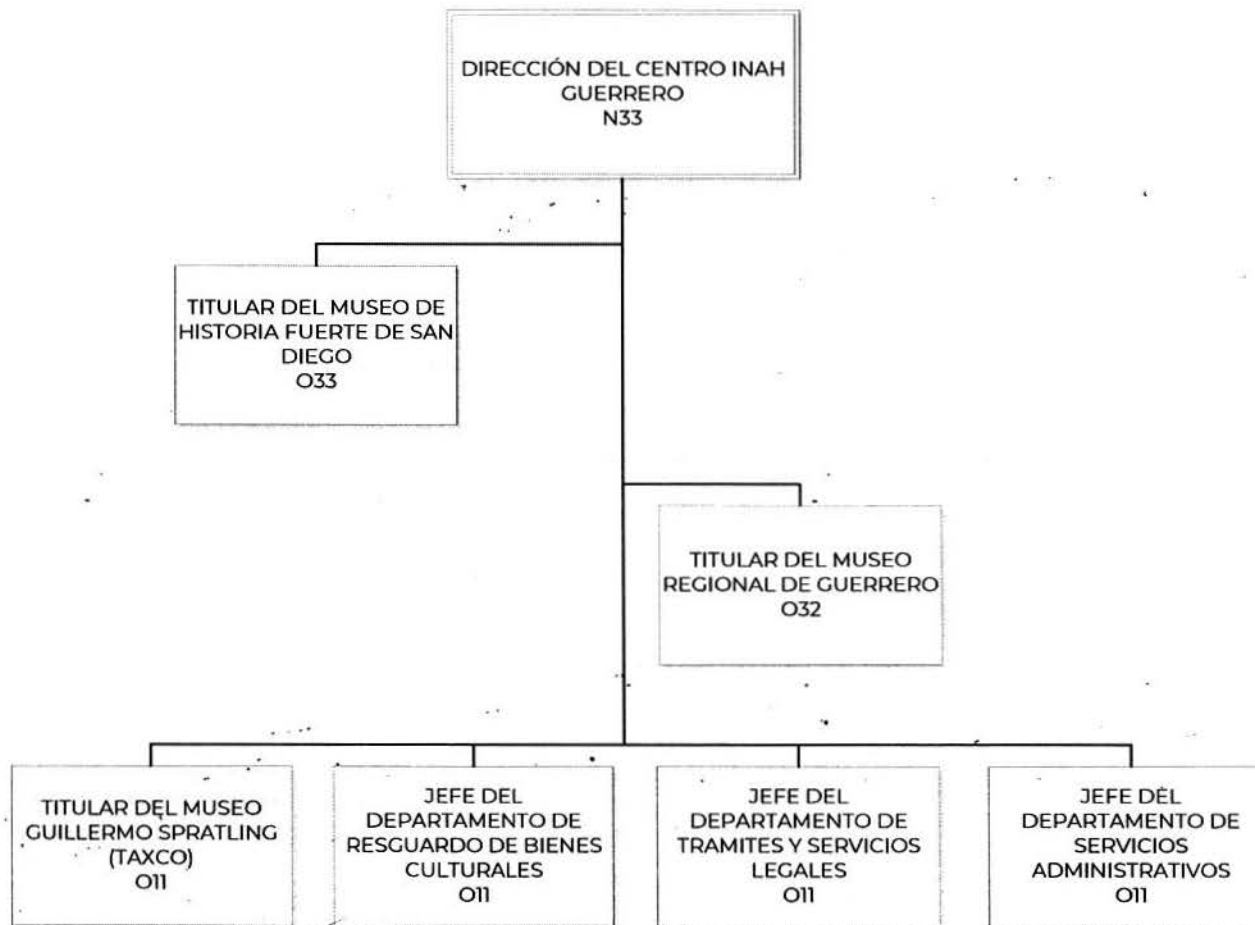 DIRECCIÓN DEL CENTRO INAH
GUERRERO
N33
TITULAR DEL MUSEO DE
HISTORIA FUERTE DE SAN
DIEGO
O33
TITULAR DEL MUSEO
REGIONAL DE GUERRERO
O32
TITULAR DEL MUSEO
GUILLERMO SPRATLING
(TAXCO)
O11
JEFE DEL
DEPARTAMENTO DE
RESGUARDO DE BIENES
CULTURALES
O11
JEFE DEL
DEPARTAMENTO DE
TRAMITES Y SERVICIOS
LEGALES
O11
JEFE DEL
DEPARTAMENTO DE
SERVICIOS
ADMINISTRATIVOS
O11